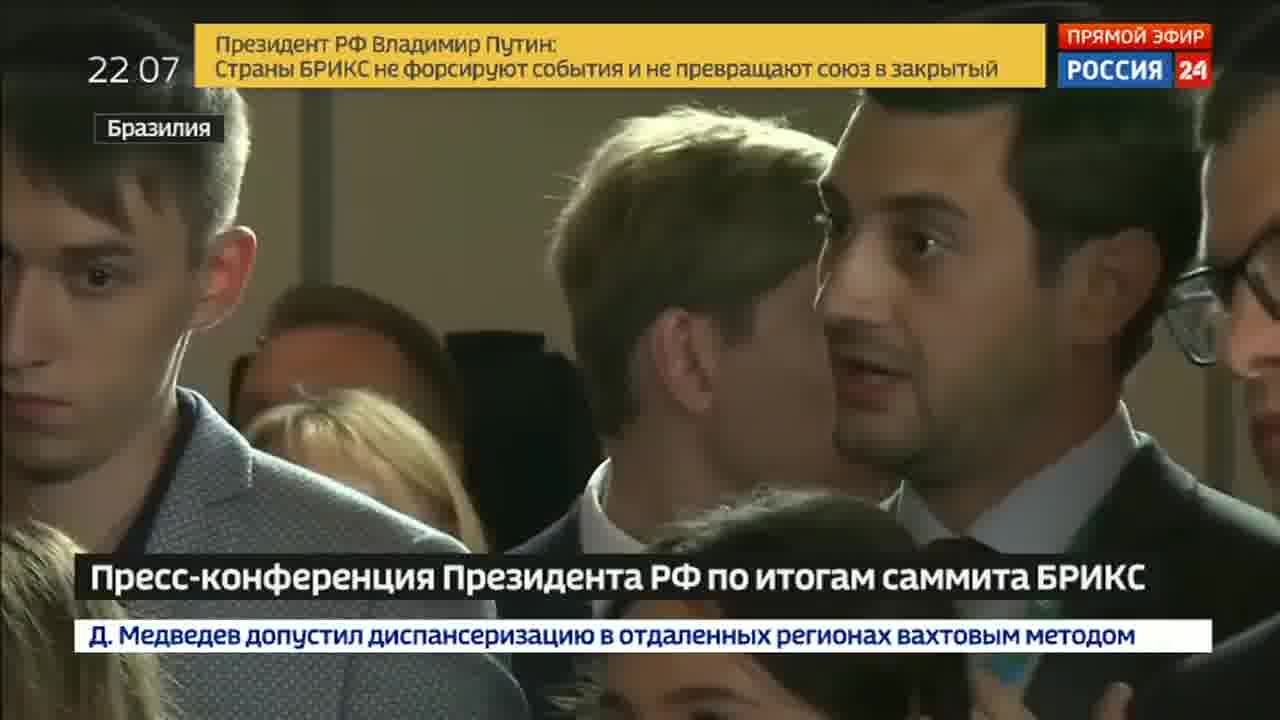 22 07
Президент РФ Владимир Путин:
Страны БРИКС не форсируют события и не превращают союз в закрытый
ПРЯМОЙ ЭФИР
РОССИЯ 24
Бразилия
Пресс-конференция Президента РФ по итогам саммита БРИКС
Д. Медведев допустил диспансеризацию в отдаленных регионах вахтовым методом